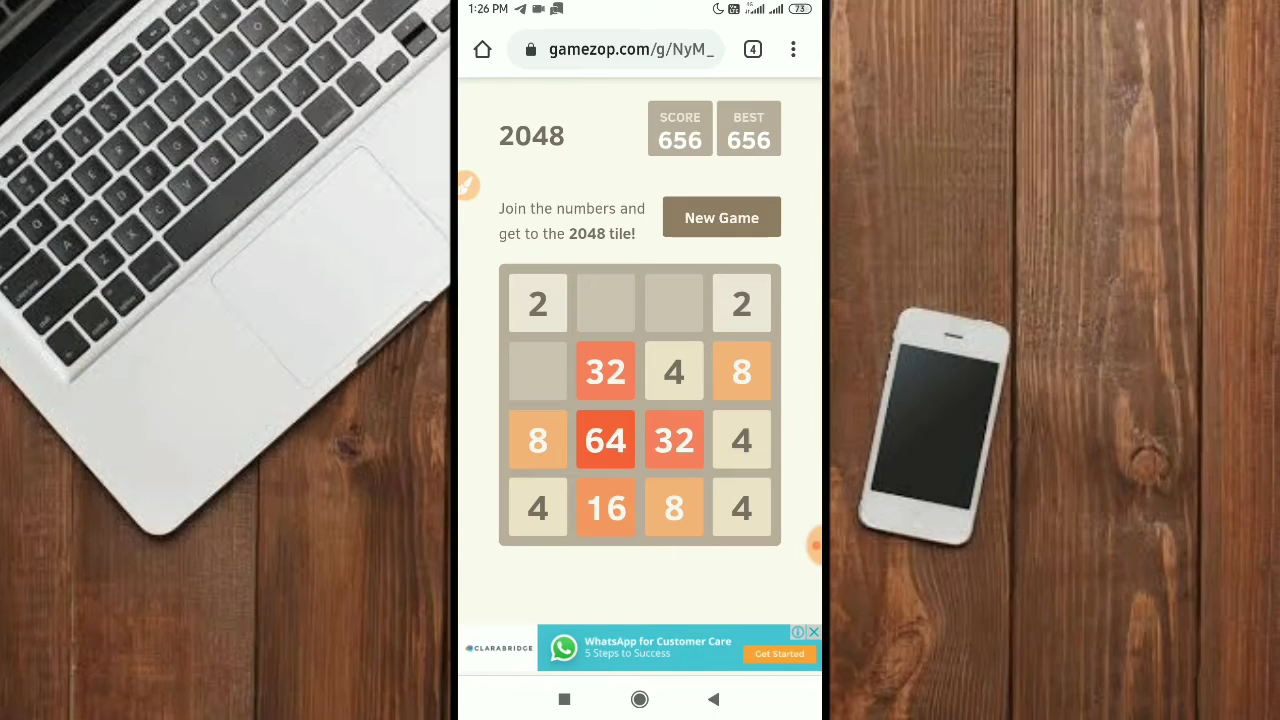 1:26 PM
4G
73
gamezop.com/g/NyM_
4
2048
SCORE
656
BEST
656
Join the numbers and
get to the 2048 tile!
New Game
2 2
32 4 8
8 64 32 4
4 16 8 4
CLARABRIDGE
WhatsApp for Customer Care
5 Steps to Success
Get Started